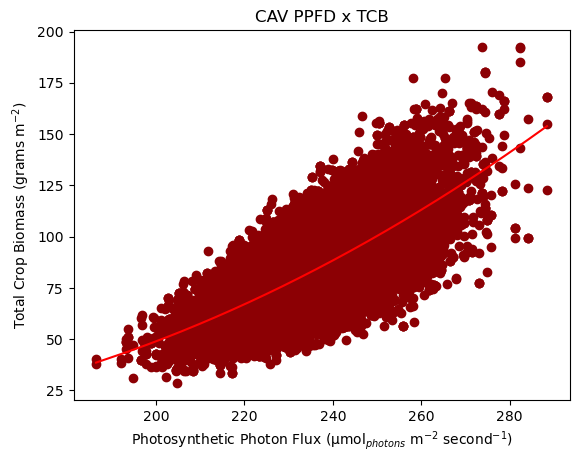 CAV PPFD x TCB
Total Crop Biomass (grams m⁻²)
200
175
150
125
100
75
50
25
200 220 240 260 280
Photosynthetic Photon Flux (μmol_photons m⁻² second⁻¹)